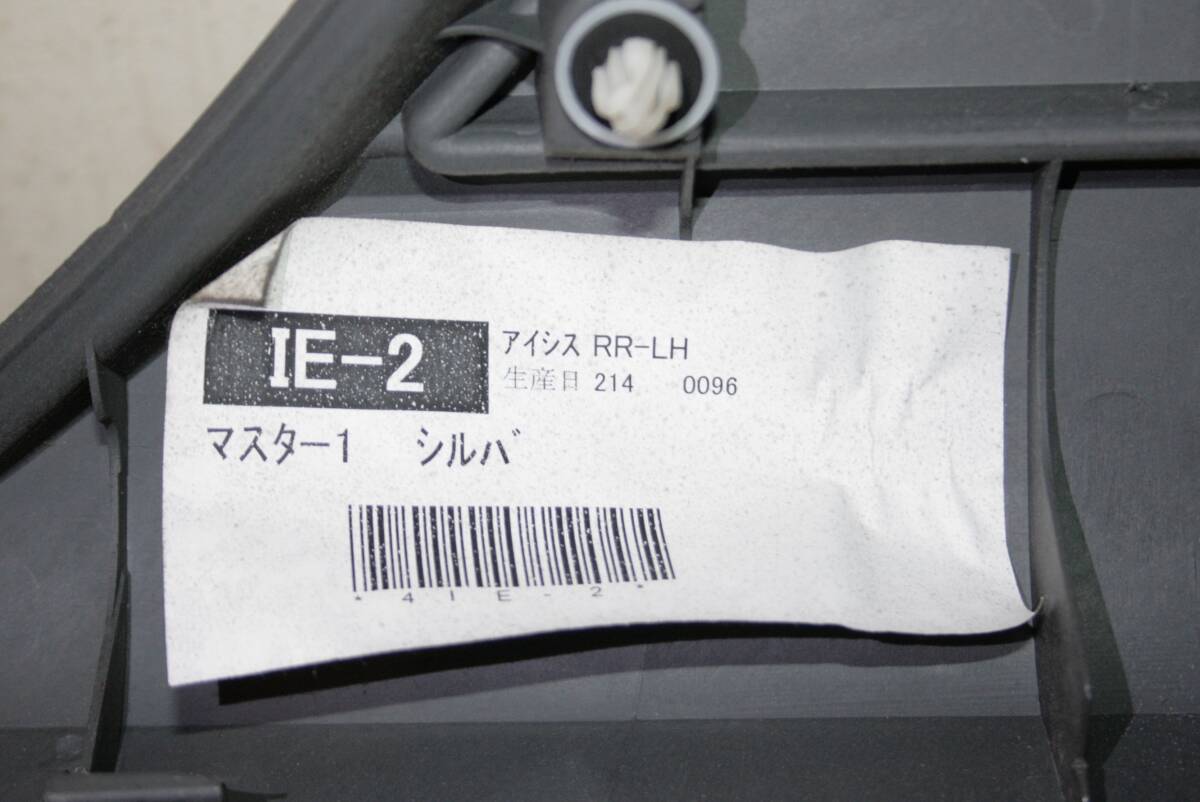 IE-2
アイシス RR-LH
生産日 214 0096
マスター1 シルバ
*41E-2*